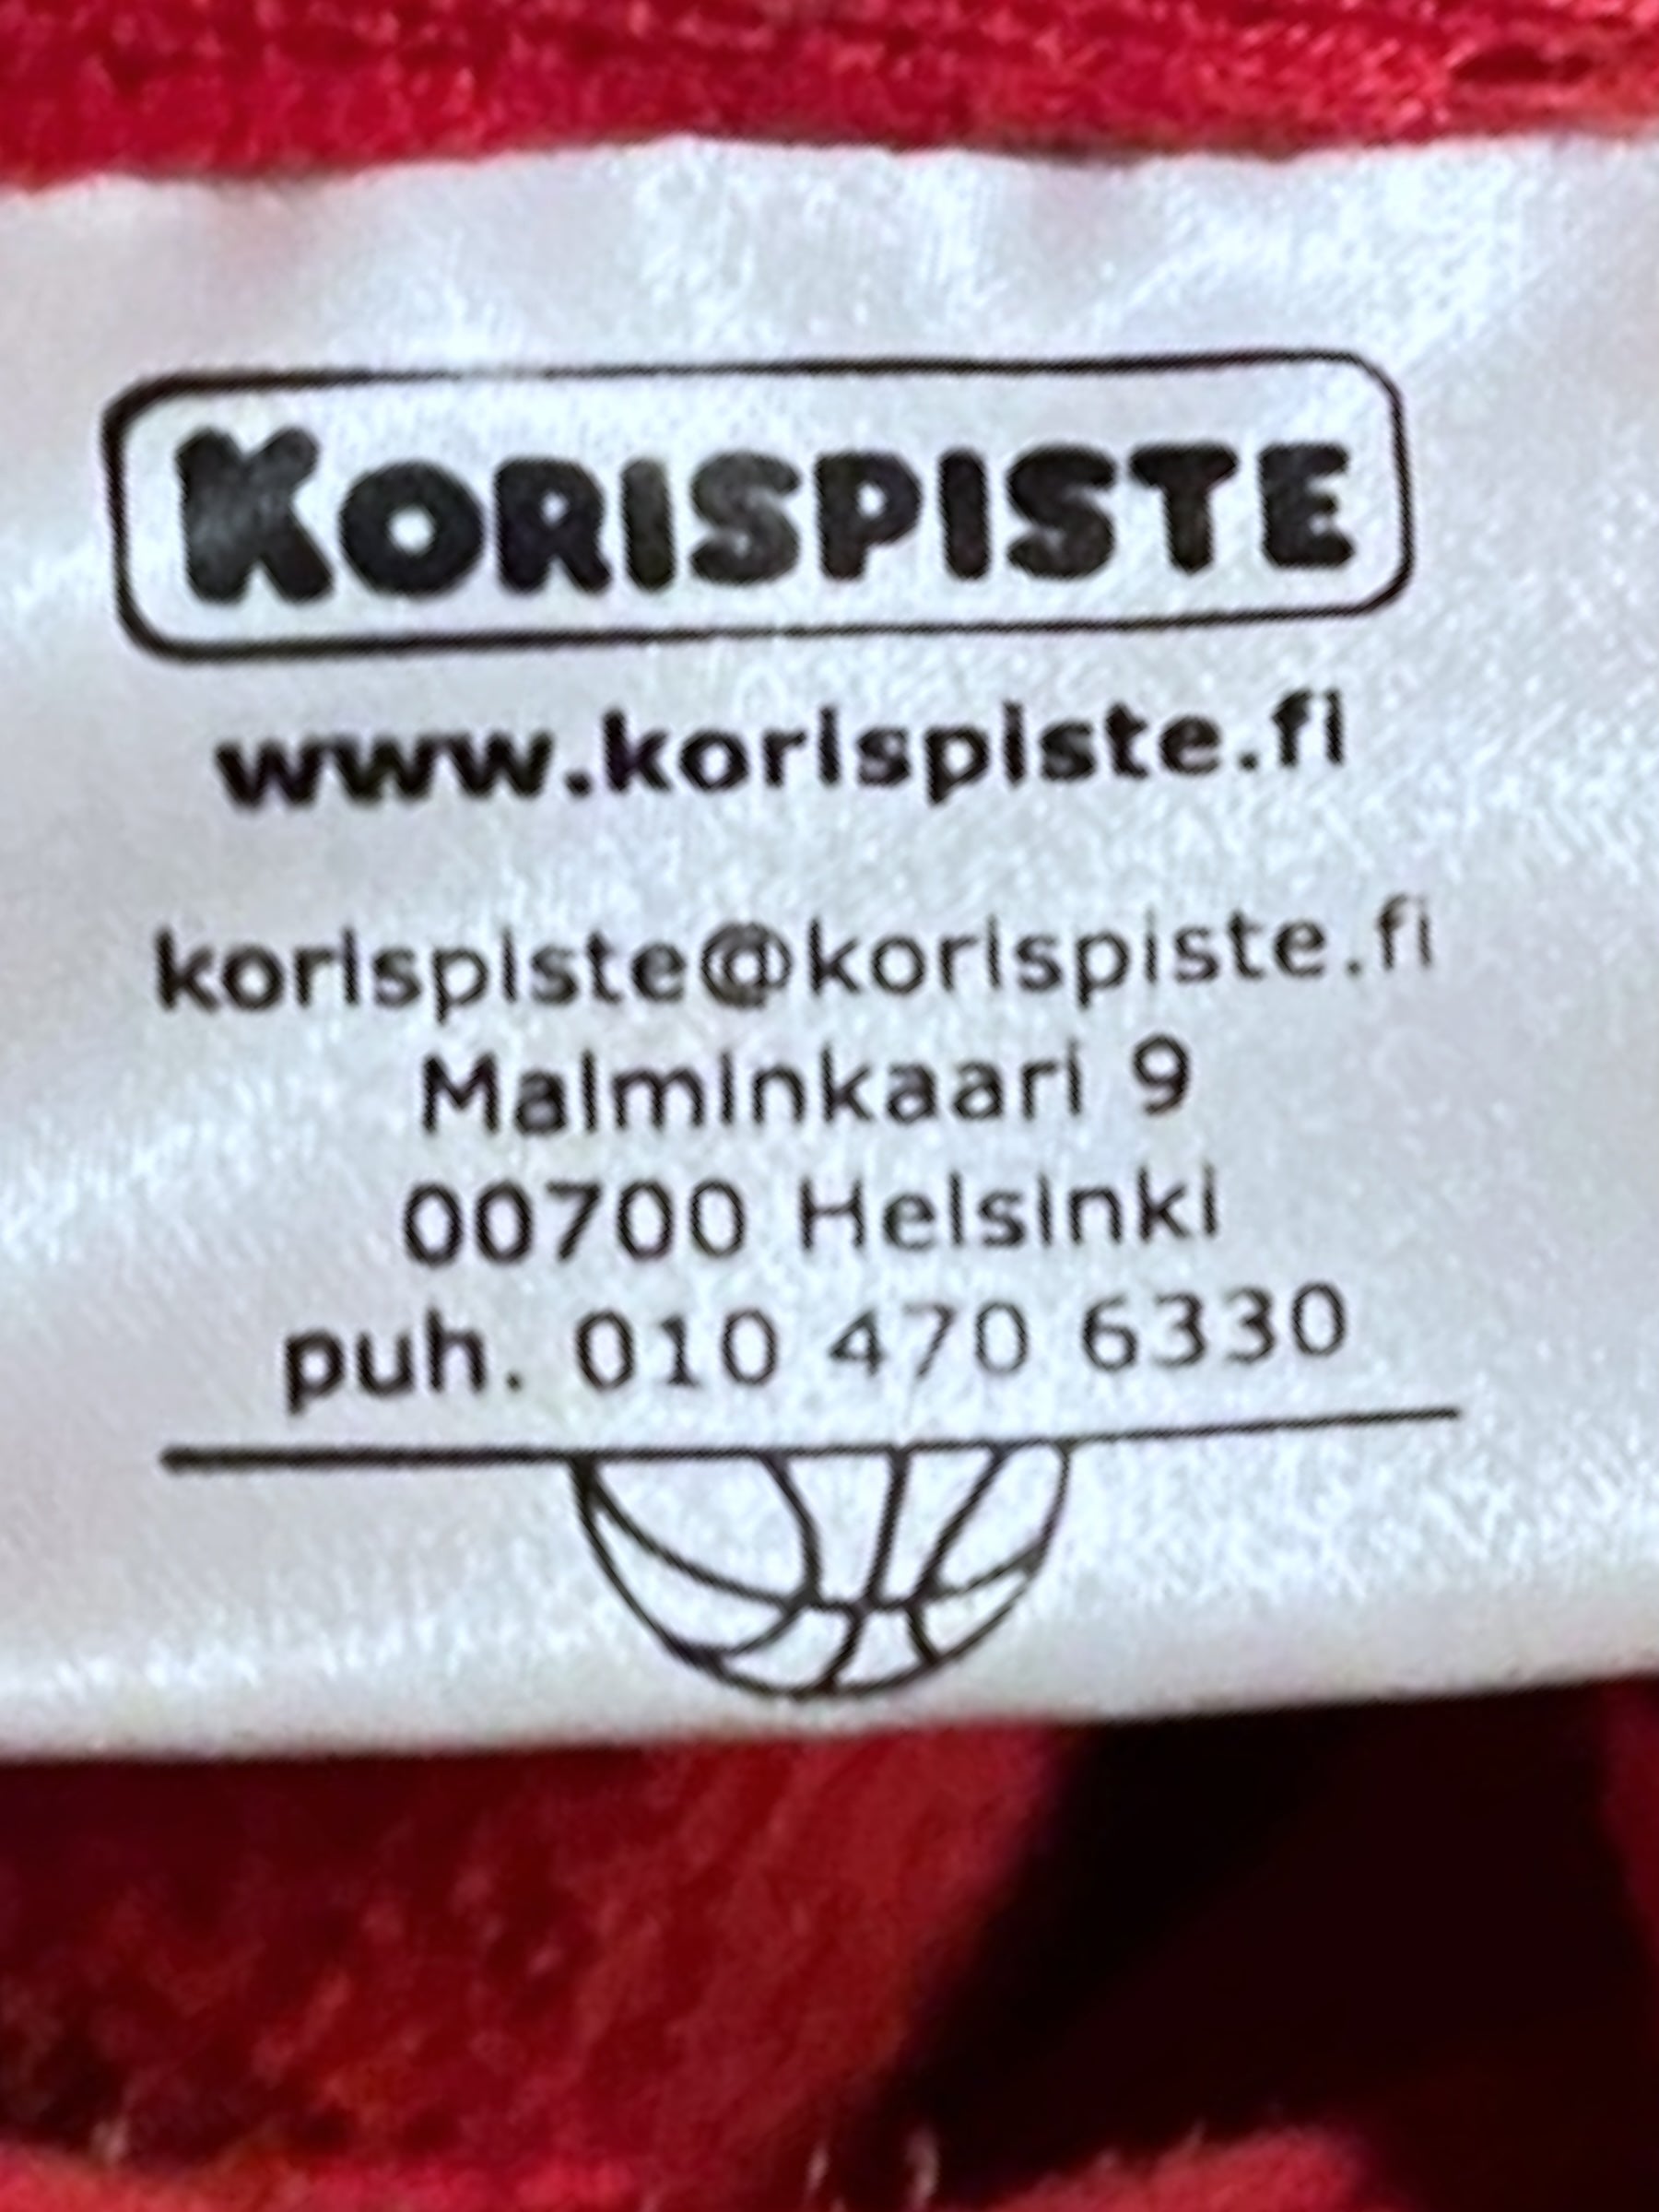 KORISPISTE
www.korispiste.fi
korispiste@korispiste.fi
Malminkaari 9
00700 Helsinki
puh. 010 470 6330